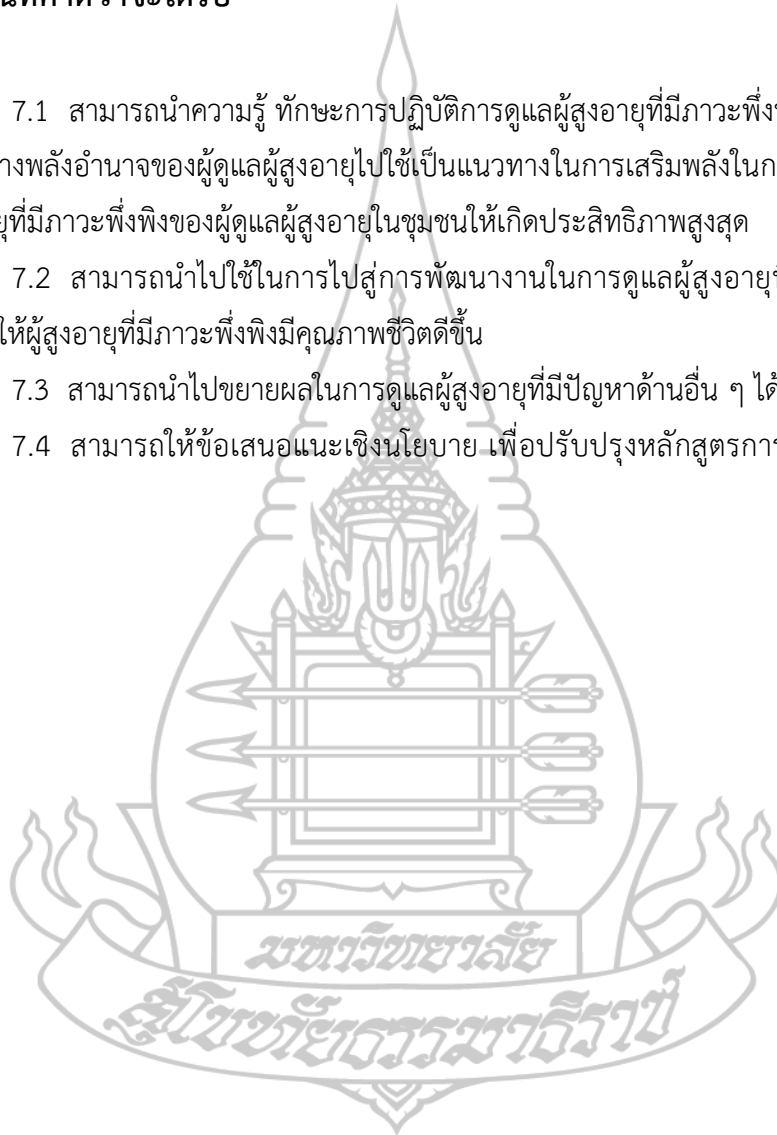 7.1 สามารถนำความรู้ ทักษะการปฏิบัติการดูแลผู้สูงอายุที่มีภาวะพึ่ง
างพลังอำนาจของผู้ดูแลผู้สูงอายุไปใช้เป็นแนวทางในการเสริมพลังใน
ยุที่มีภาวะพึ่งพิงของผู้ดูแลผู้สูงอายุในชุมชนให้เกิดประสิทธิภาพสูงสุด
7.2 สามารถนำไปใช้ในการไปสู่การพัฒนางานในการดูแลผู้สูงอายุ
ให้ผู้สูงอายุที่มีภาวะพึ่งพิงมีคุณภาพชีวิตดีขึ้น
7.3 สามารถนำไปขยายผลในการดูแลผู้สูงอายุที่มีปัญหาด้านอื่น ๆ ได้
7.4 สามารถให้ข้อเสนอแนะเชิงนโยบาย เพื่อปรับปรุงหลักสูตรการ
มหาวิทยาลัย
สุโขทัยธรรมาธิราช